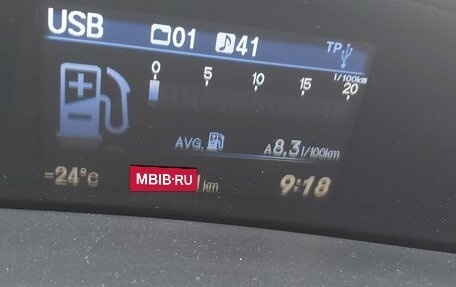 USB 01 41 TP
0 5 10 15 20 l/100km
AVG. A8,3 l/100km
-24°C MBIB·RU km 9:18